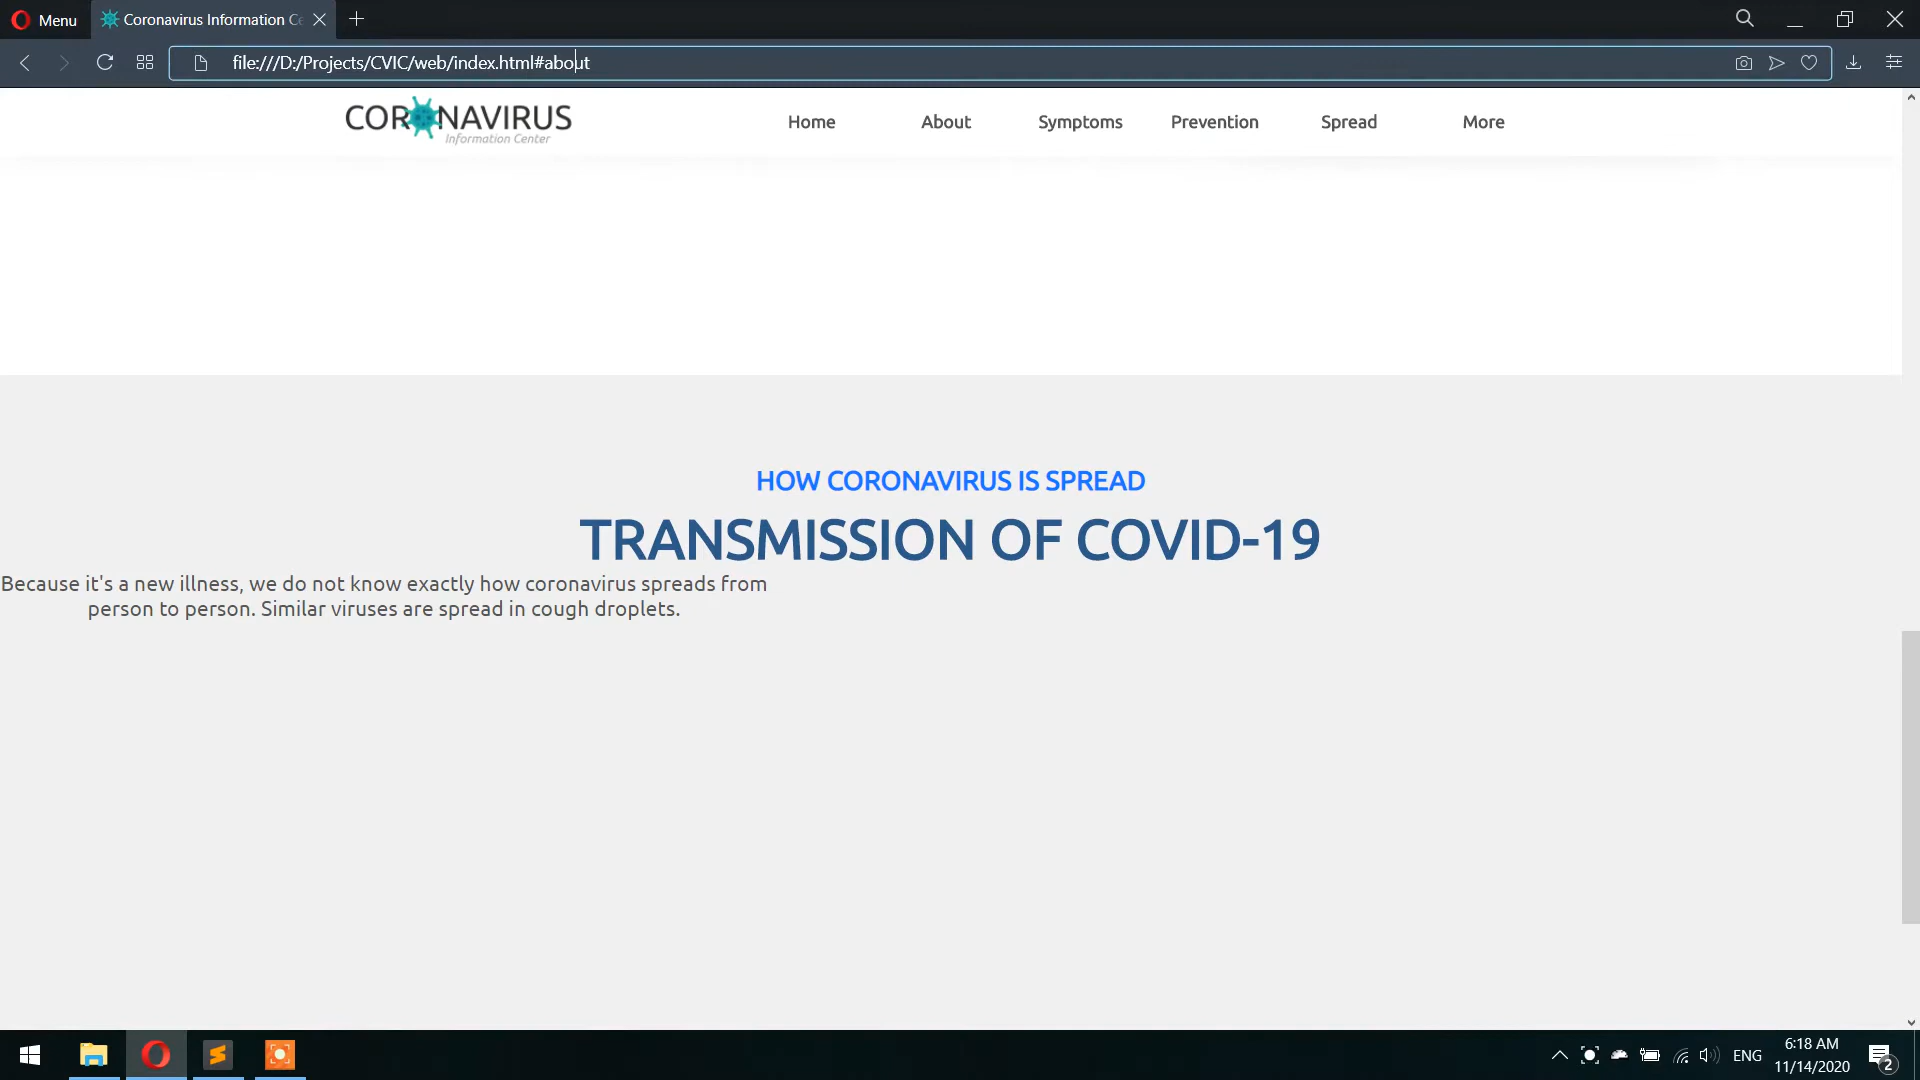 Menu
Coronavirus Information Ce
file:///D:/Projects/CVIC/web/index.html#about
CORONAVIRUS
Information Center
Home
About
Symptoms
Prevention
Spread
More
HOW CORONAVIRUS IS SPREAD
TRANSMISSION OF COVID-19
Because it's a new illness, we do not know exactly how coronavirus spreads from
person to person. Similar viruses are spread in cough droplets.
ENG
6:18 AM
11/14/2020
2